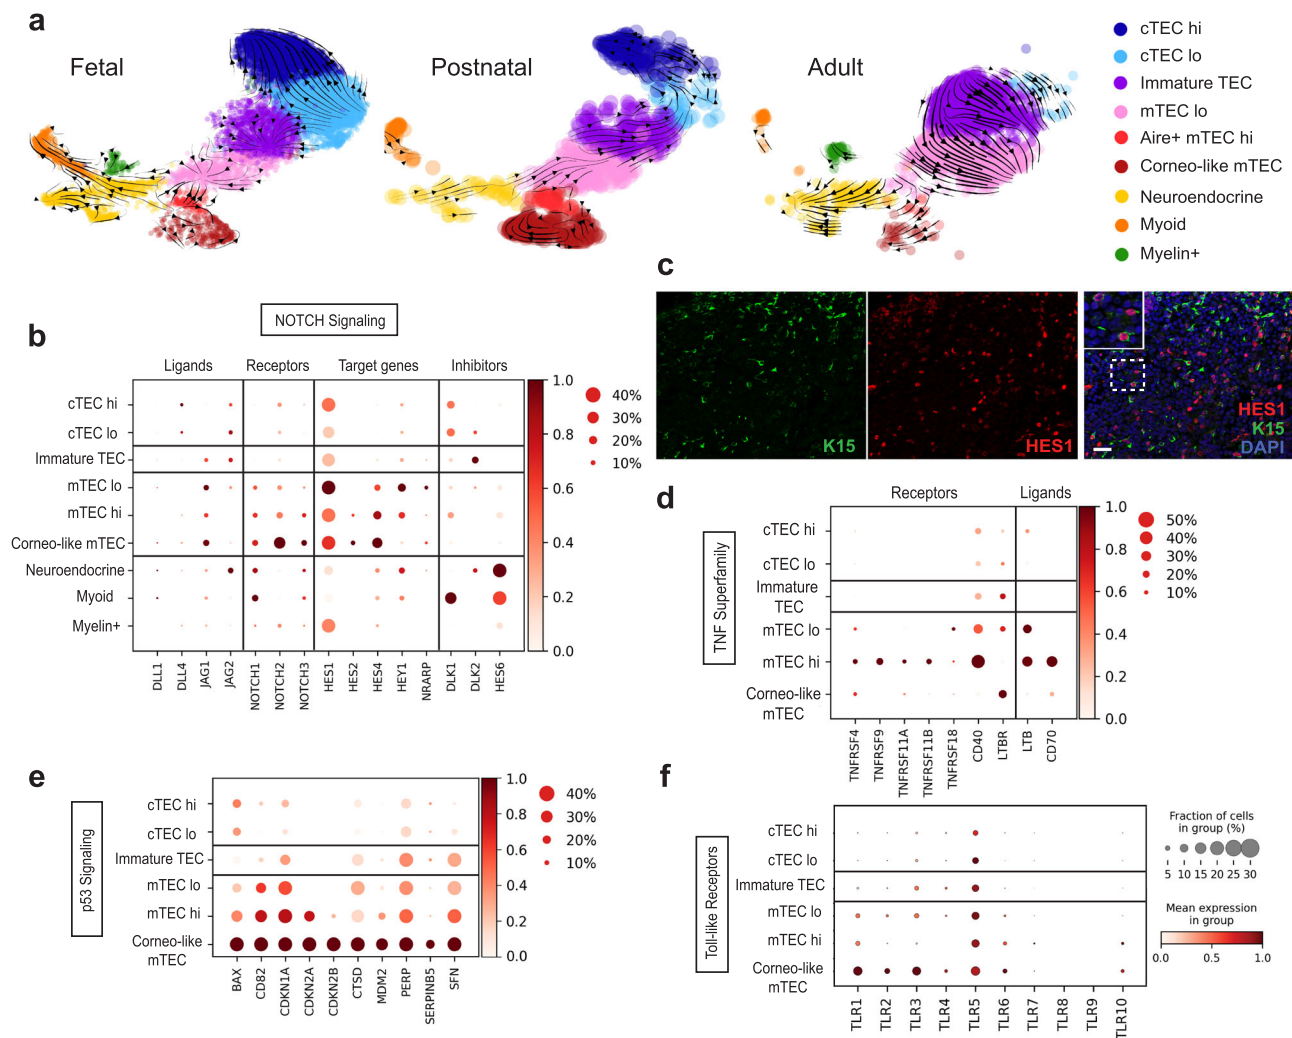 a
Fetal
Postnatal
Adult
cTEC hi
cTEC lo
Immature TEC
mTEC lo
Aire+ mTEC hi
Corneo-like mTEC
Neuroendocrine
Myoid
Myelin+
b
NOTCH Signaling
Ligands
Receptors
Target genes
Inhibitors
cTEC hi
cTEC lo
Immature TEC
mTEC lo
mTEC hi
Corneo-like mTEC
Neuroendocrine
Myoid
Myelin+
DLL1
DLL4
JAG1
JAG2
NOTCH1
NOTCH2
NOTCH3
HES1
HES2
HES4
HEY1
NRARP
DLK1
DLK2
HES6
1.0
0.8
0.6
0.4
0.2
0.0
40%
30%
20%
10%
c
K15
HES1
HES1
K15
DAPI
d
TNF Superfamily
Receptors
Ligands
cTEC hi
cTEC lo
Immature
TEC
mTEC lo
mTEC hi
Corneo-like
mTEC
TNFRSF4
TNFRSF9
TNFRSF11A
TNFRSF11B
TNFRSF18
CD40
LTBR
LTB
CD70
1.0
0.8
0.6
0.4
0.2
0.0
50%
40%
30%
20%
10%
e
p53 Signaling
cTEC hi
cTEC lo
Immature TEC
mTEC lo
mTEC hi
Corneo-like
mTEC
BAX
CD82
CDKN1A
CDKN2A
CDKN2B
CTSD
MDM2
PERP
SERPINB5
SFN
1.0
0.8
0.6
0.4
0.2
0.0
40%
30%
20%
10%
f
Toll-like Receptors
cTEC hi
cTEC lo
Immature TEC
mTEC lo
mTEC hi
Corneo-like
mTEC
TLR1
TLR2
TLR3
TLR4
TLR5
TLR6
TLR7
TLR8
TLR9
TLR10
Fraction of cells
in group (%)
5 10 15 20 25 30
Mean expression
in group
0.0 0.5 1.0